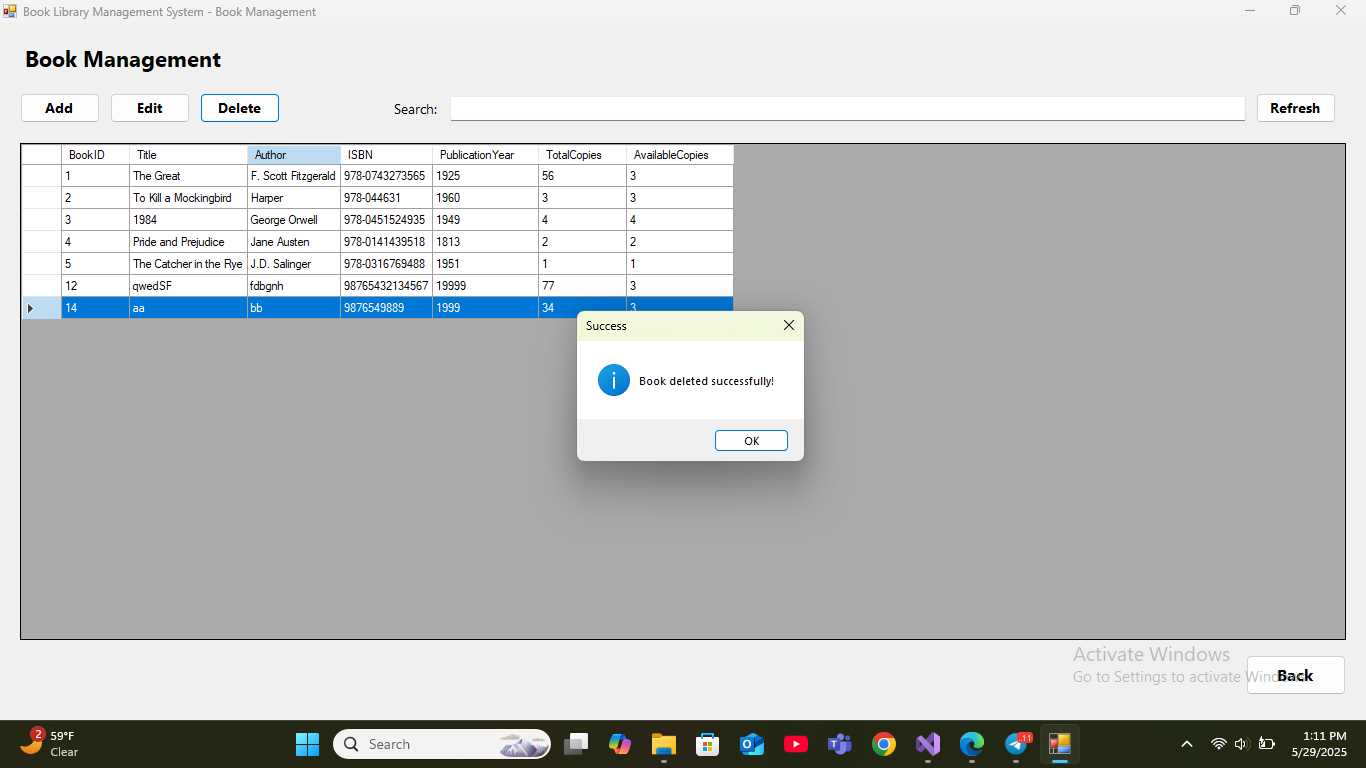 Book Library Management System - Book Management
Book Management
Add Edit Delete Search: Refresh
BookID Title Author ISBN PublicationYear TotalCopies AvailableCopies
1 The Great F. Scott Fitzgerald 978-0743273565 1925 56 3
2 To Kill a Mockingbird Harper 978-044631 1960 3 3
3 1984 George Orwell 978-0451524935 1949 4 4
4 Pride and Prejudice Jane Austen 978-0141439518 1813 2 2
5 The Catcher in the Rye J.D. Salinger 978-0316769488 1951 1 1
12 qwedSF fdbgnh 98765432134567 19999 77 3
14 aa bb 9876549889 1999 34 3
Success
Book deleted successfully!
OK
Activate Windows
Go to Settings to activate
Back
2 59°F
Clear
Search
11
1:11 PM
5/29/2025